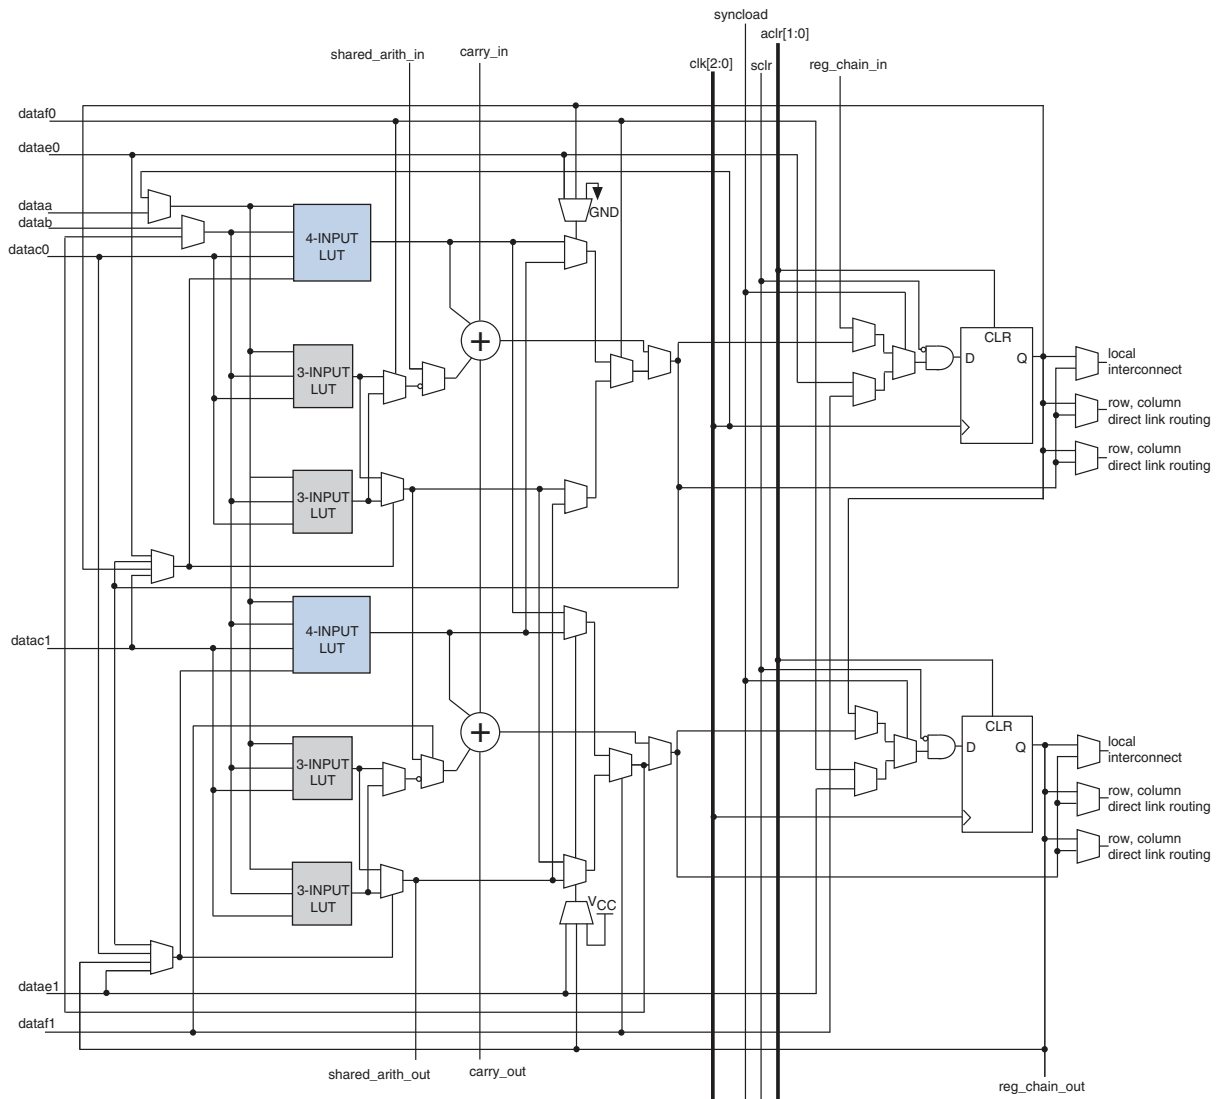 syncload
aclr[1:0]
shared_arith_in
carry_in
clk[2:0]
sclr
reg_chain_in
dataf0
datae0
dataa
datab
datac0
GND
4-INPUT
LUT
3-INPUT
LUT
3-INPUT
LUT
+
CLR
D
Q
local
interconnect
row, column
direct link routing
row, column
direct link routing
4-INPUT
LUT
datac1
3-INPUT
LUT
3-INPUT
LUT
+
CLR
D
Q
local
interconnect
row, column
direct link routing
row, column
direct link routing
VCC
datae1
dataf1
shared_arith_out
carry_out
reg_chain_out